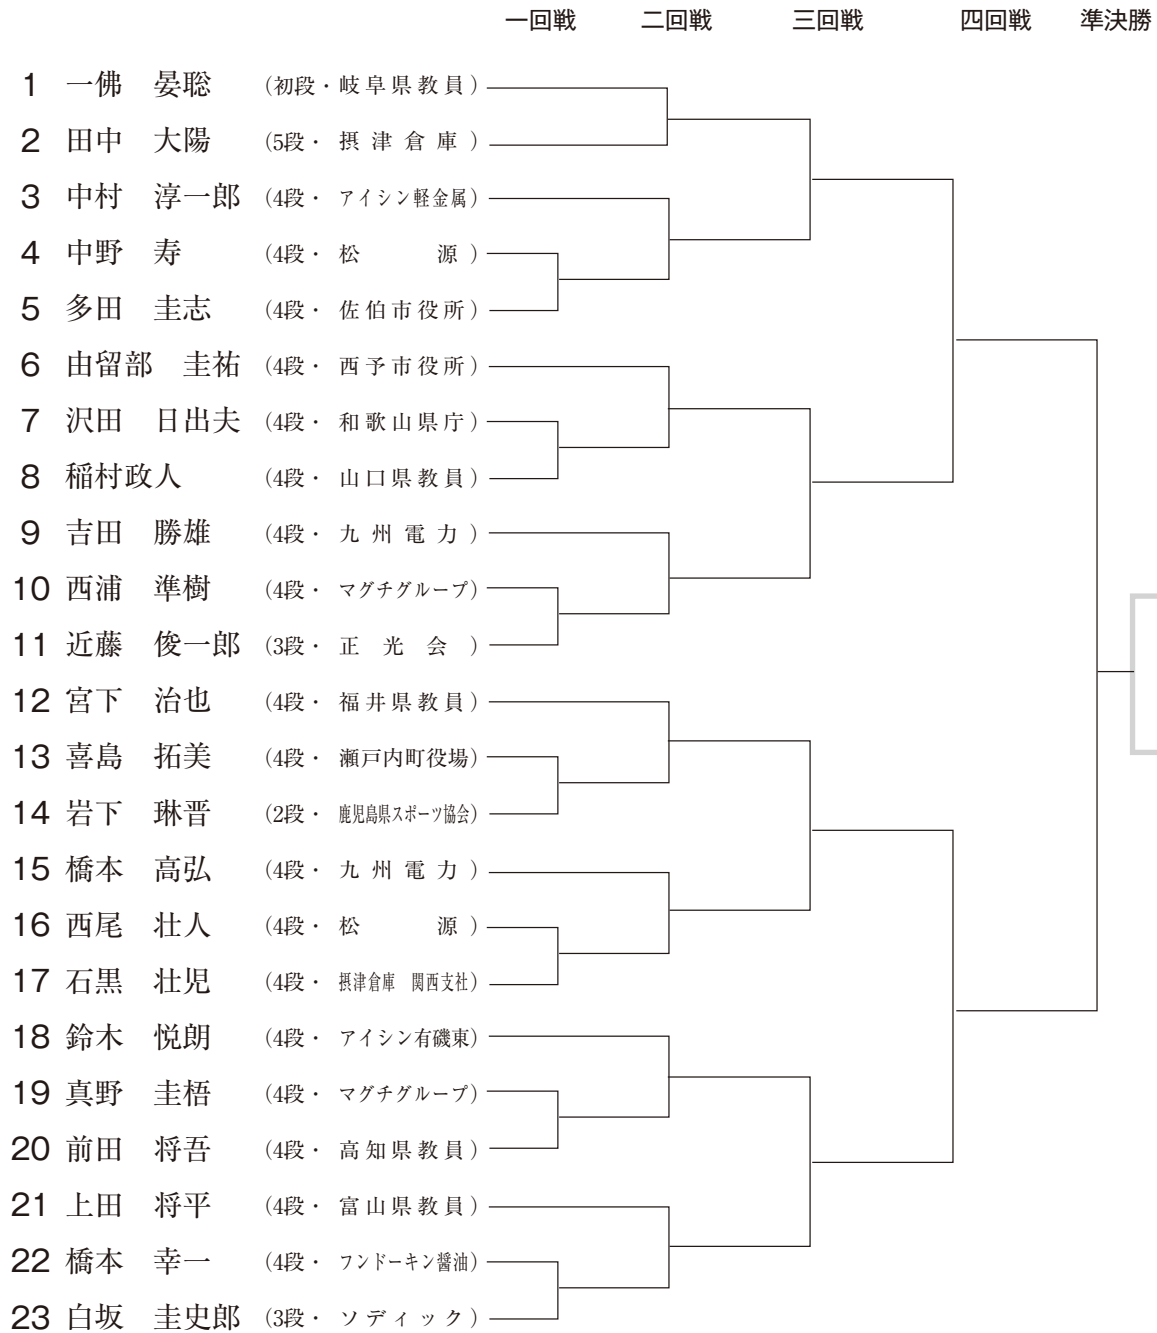 一回戦 二回戦 三回戦 四回戦 準決勝
1 一佛 晏聡 (初段・岐阜県教員)
2 田中 大陽 (5段・摂津倉庫)
3 中村 淳一郎 (4段・アイシン軽金属)
4 中野 寿 (4段・松源)
5 多田 圭志 (4段・佐伯市役所)
6 由留部 圭祐 (4段・西予市役所)
7 沢田 日出夫 (4段・和歌山県庁)
8 稲村政人 (4段・山口県教員)
9 吉田 勝雄 (4段・九州電力)
10 西浦 準樹 (4段・マグチグループ)
11 近藤 俊一郎 (3段・正光会)
12 宮下 治也 (4段・福井県教員)
13 喜島 拓美 (4段・瀬戸内町役場)
14 岩下 琳晋 (2段・鹿児島県スポーツ協会)
15 橋本 高弘 (4段・九州電力)
16 西尾 壮人 (4段・松源)
17 石黒 壮児 (4段・摂津倉庫 関西支社)
18 鈴木 悦朗 (4段・アイシン有磯東)
19 真野 圭梧 (4段・マグチグループ)
20 前田 将吾 (4段・高知県教員)
21 上田 将平 (4段・富山県教員)
22 橋本 幸一 (4段・フンドーキン醤油)
23 白坂 圭史郎 (3段・ソディック)